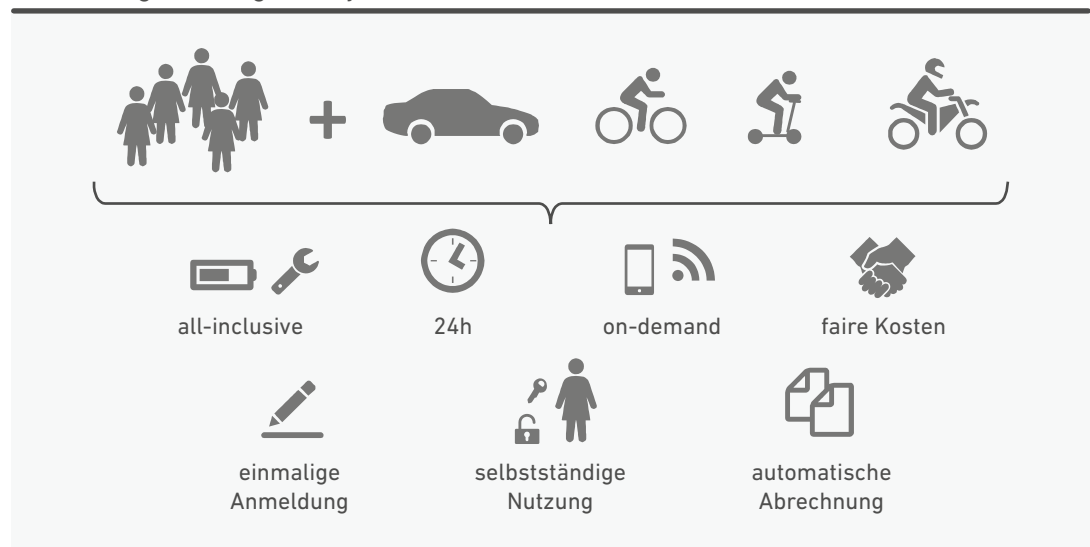 all-inclusive
24h
on-demand
faire Kosten
einmalige
Anmeldung
selbstständige
Nutzung
automatische
Abrechnung